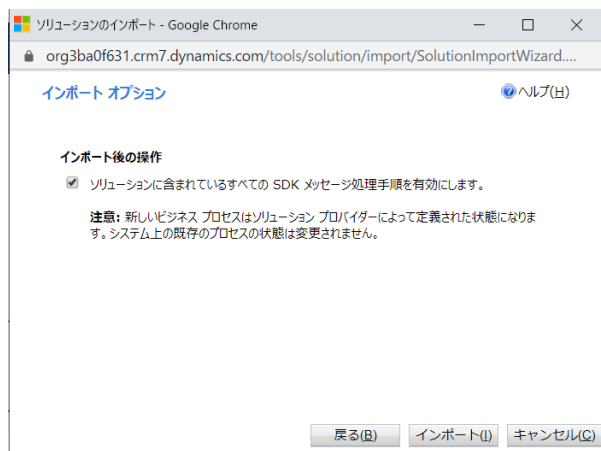 ソリューションのインポート - Google Chrome
org3ba0f631.crm7.dynamics.com/tools/solution/import/SolutionImportWizard....
インポート オプション
ヘルプ(H)
インポート後の操作
ソリューションに含まれているすべての SDK メッセージ処理手順を有効にします。
注意: 新しいビジネス プロセスはソリューション プロバイダーによって定義された状態になりま
す。システム上の既存のプロセスの状態は変更されません。
戻る(B) インポート(I) キャンセル(C)